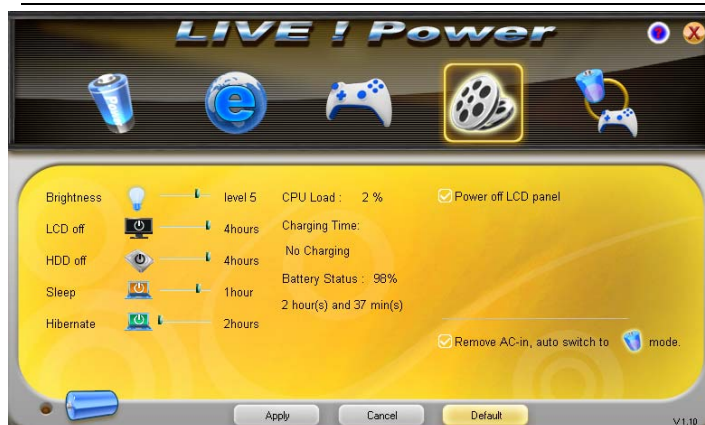 LIVE ! Power
Brightness level 5 CPU Load : 2 % Power off LCD panel
LCD off 4hours Charging Time:
HDD off 4hours No Charging
Sleep 1hour Battery Status : 98%
2 hour(s) and 37 min(s)
Hibernate 2hours
Remove AC-in, auto switch to mode.
Apply Cancel Default
V1.10